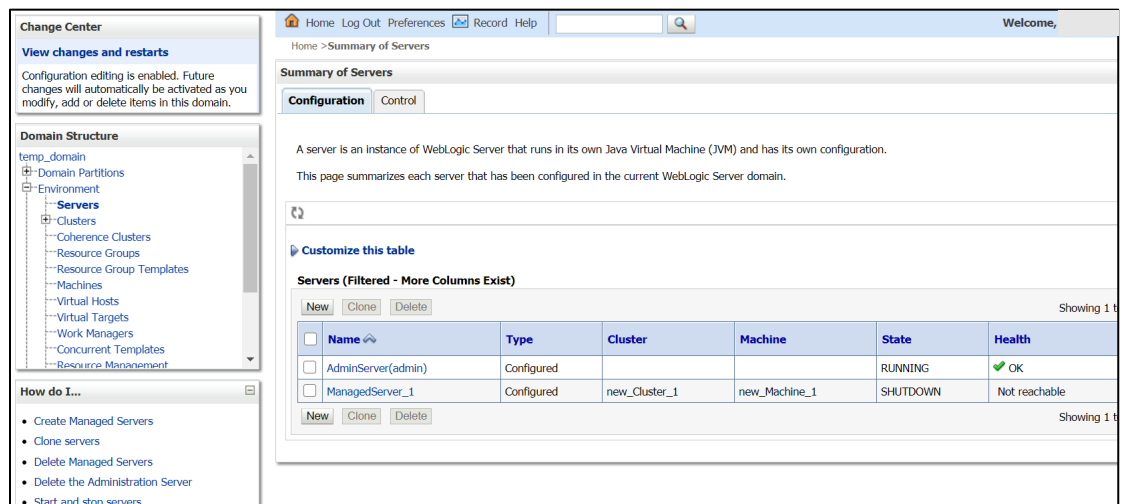 Change Center
View changes and restarts
Configuration editing is enabled. Future
changes will automatically be activated as you
modify, add or delete items in this domain.
Domain Structure
temp_domain
Domain Partitions
Environment
Servers
Clusters
Coherence Clusters
Resource Groups
Resource Group Templates
Machines
Virtual Hosts
Virtual Targets
Work Managers
Concurrent Templates
Resource Management
How do I...
• Create Managed Servers
• Clone servers
• Delete Managed Servers
• Delete the Administration Server
• Start and stop servers
Home Log Out Preferences Record Help
Welcome,
Home >Summary of Servers
Summary of Servers
Configuration Control
A server is an instance of WebLogic Server that runs in its own Java Virtual Machine (JVM) and has its own configuration.
This page summarizes each server that has been configured in the current WebLogic Server domain.
Customize this table
Servers (Filtered - More Columns Exist)
New Clone Delete Showing 1 t
Name Type Cluster Machine State Health
AdminServer(admin) Configured RUNNING OK
ManagedServer_1 Configured new_Cluster_1 new_Machine_1 SHUTDOWN Not reachable
New Clone Delete Showing 1 t